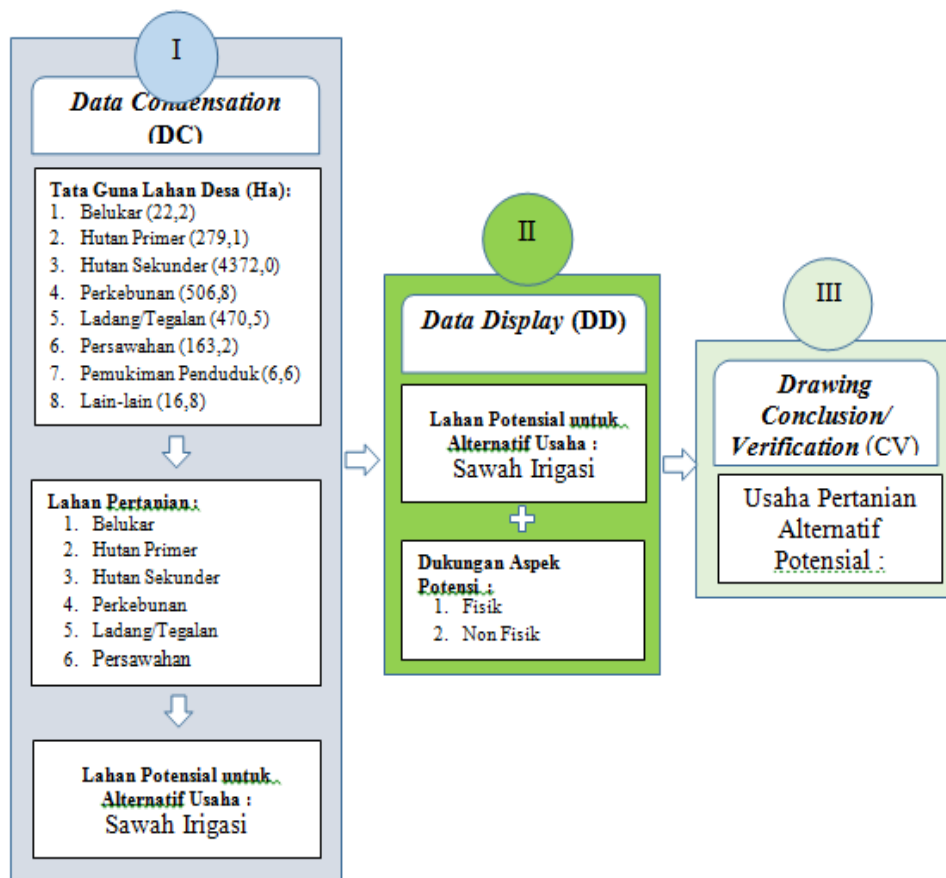 I
Data Condensation
(DC)
Tata Guna Lahan Desa (Ha):
1. Belukar (22,2)
2. Hutan Primer (279,1)
3. Hutan Sekunder (4372,0)
4. Perkebunan (506,8)
5. Ladang/Tegalan (470,5)
6. Persawahan (163,2)
7. Pemukiman Penduduk (6,6)
8. Lain-lain (16,8)
Lahan Pertanian :
1. Belukar
2. Hutan Primer
3. Hutan Sekunder
4. Perkebunan
5. Ladang/Tegalan
6. Persawahan
Lahan Potensial untuk
Alternatif Usaha :
Sawah Irigasi
II
Data Display (DD)
Lahan Potensial untuk
Alternatif Usaha :
Sawah Irigasi
Dukungan Aspek
Potensi :
1. Fisik
2. Non Fisik
III
Drawing
Conclusion/
Verification (CV)
Usaha Pertanian
Alternatif
Potensial :